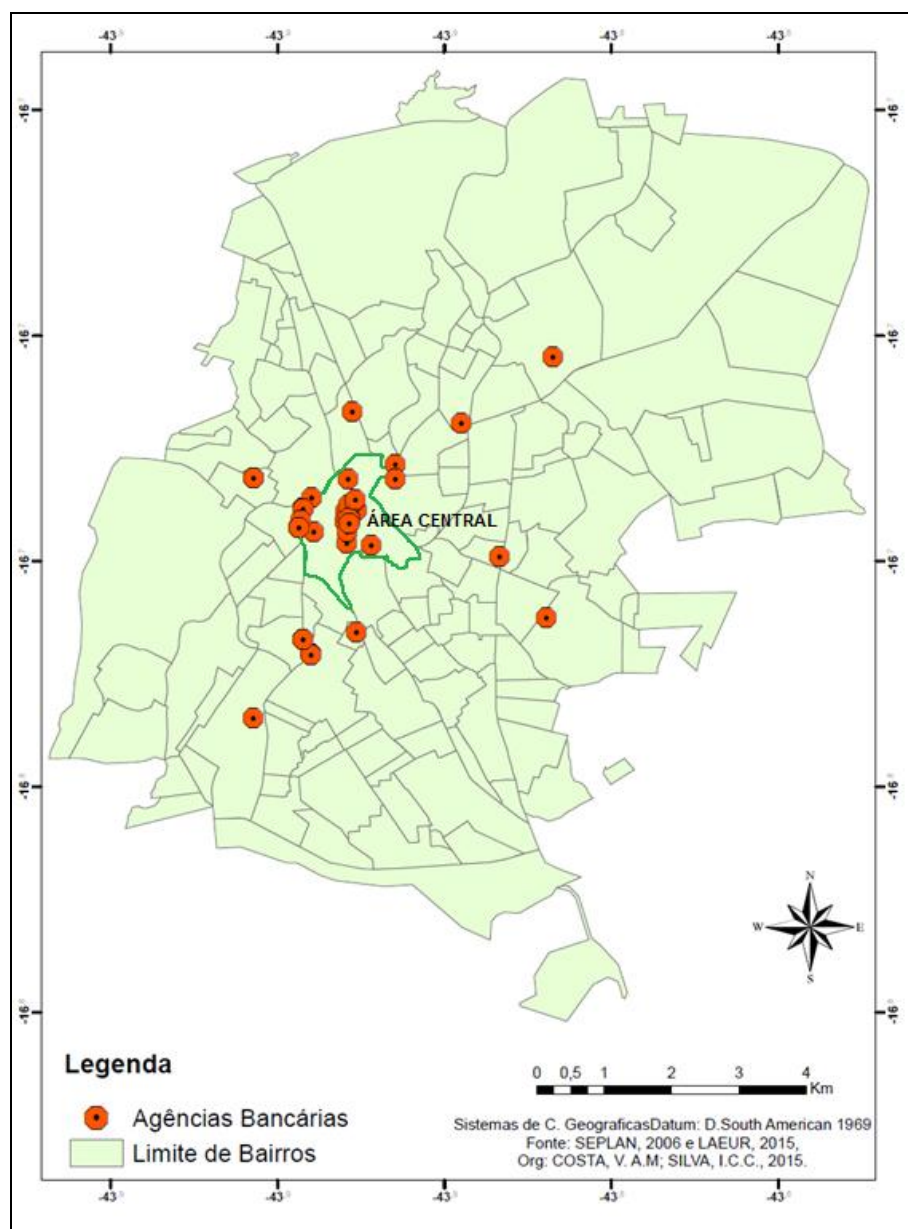 -43° -43° -43° -43° -43°
-16° -16°
-16° -16°
ÁREA CENTRAL
-16° -16°
-16° -16°
N
W E
S
-16° -16°
Legenda
Agências Bancárias
Limite de Bairros
0 0,5 1 2 3 4
Km
Sistemas de C. GeograficasDatum: D.South American 1969
Fonte: SEPLAN, 2006 e LAEUR, 2015,
Org: COSTA, V. A.M; SILVA, I.C.C., 2015.
-43° -43° -43° -43° -43°